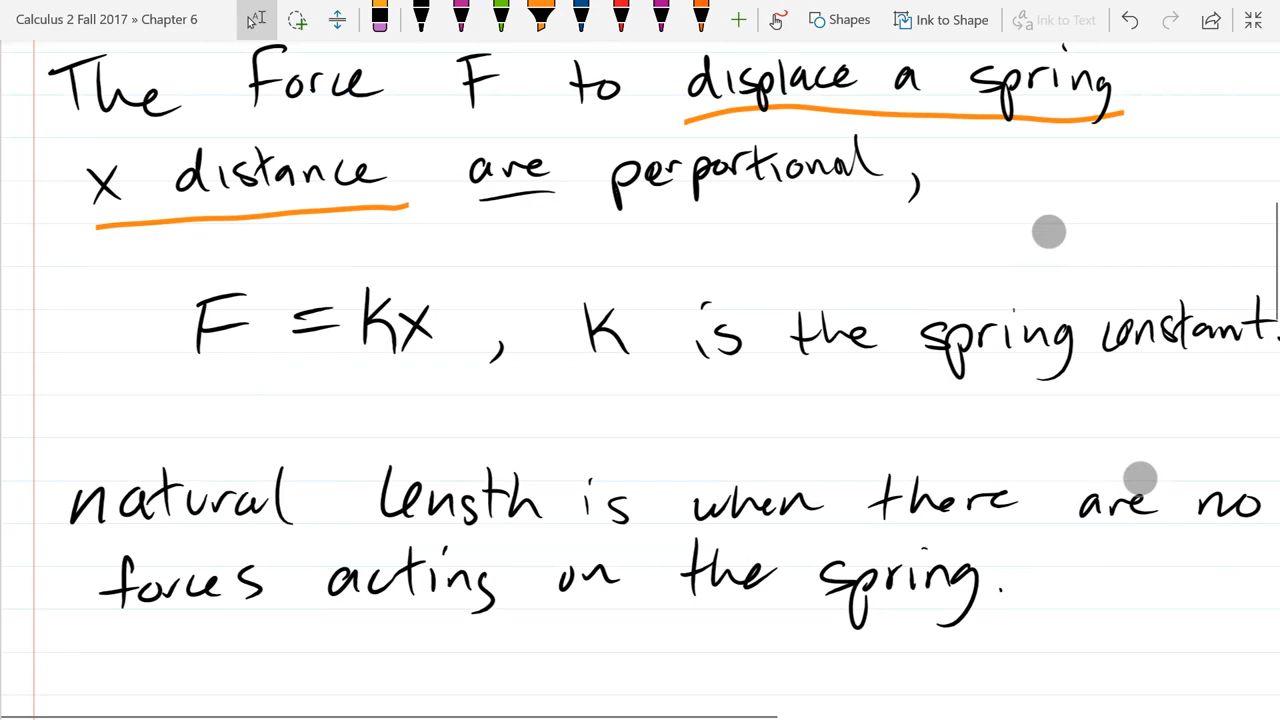 Calculus 2 Fall 2017 » Chapter 6
Shapes
Ink to Shape
Ink to Text
The Force F to displace a spring
x distance are perportional,
F = kx , K is the spring constant.
natural length is when there are no
forces acting on the spring.